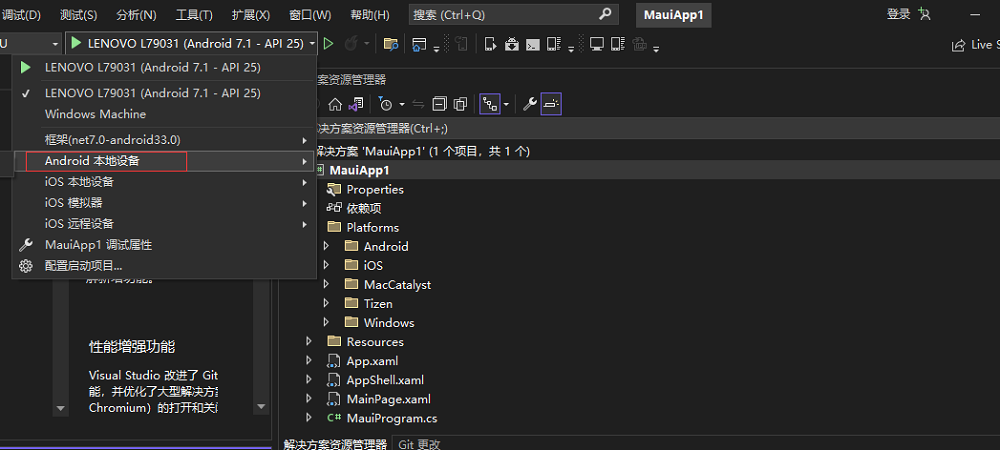 调试(D) 测试(S) 分析(N) 工具(T) 扩展(X) 窗口(W) 帮助(H) 搜索 (Ctrl+Q) MauiApp1 登录
U LENOVO L79031 (Android 7.1 - API 25) Live S
LENOVO L79031 (Android 7.1 - API 25)
LENOVO L79031 (Android 7.1 - API 25)
Windows Machine
框架(net7.0-android33.0)
Android 本地设备
iOS 本地设备
iOS 模拟器
iOS 远程设备
MauiApp1 调试属性
配置启动项目...
性能增强功能
Visual Studio 改进了 Git
能，并优化了大型解决方
Chromium）的打开和关
方案资源管理器
解决方案资源管理器(Ctrl+;)
解决方案 'MauiApp1' (1 个项目，共 1 个)
MauiApp1
Properties
依赖项
Platforms
Android
iOS
MacCatalyst
Tizen
Windows
Resources
App.xaml
AppShell.xaml
MainPage.xaml
C# MauiProgram.cs
解决方案资源管理器 Git 更改